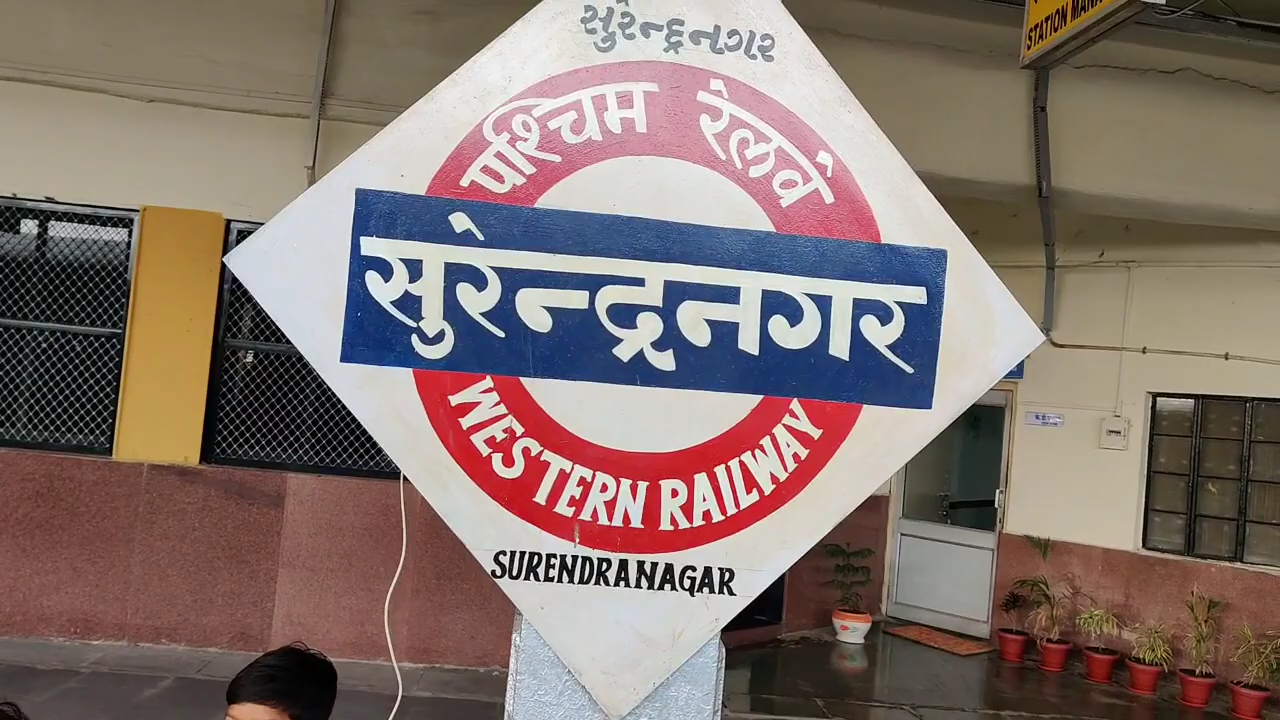 સુરેન્દ્રનગર
पश्चिम रेलवे
सुरेन्द्रनगर
WESTERN RAILWAY
SURENDRANAGAR
STATION MANA